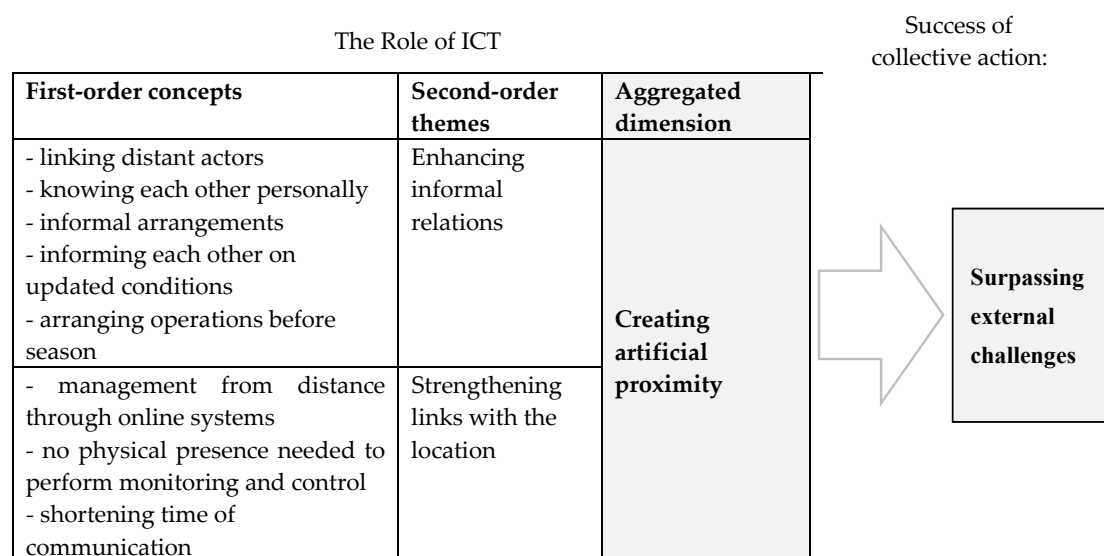 The Role of ICT
Success of
collective action:
First-order concepts
Second-order
themes
Aggregated
dimension
- linking distant actors
- knowing each other personally
- informal arrangements
- informing each other on
updated conditions
- arranging operations before
season
Enhancing
informal
relations
- management from distance
through online systems
- no physical presence needed to
perform monitoring and control
- shortening time of
communication
Strengthening
links with the
location
Creating
artificial
proximity
Surpassing
external
challenges